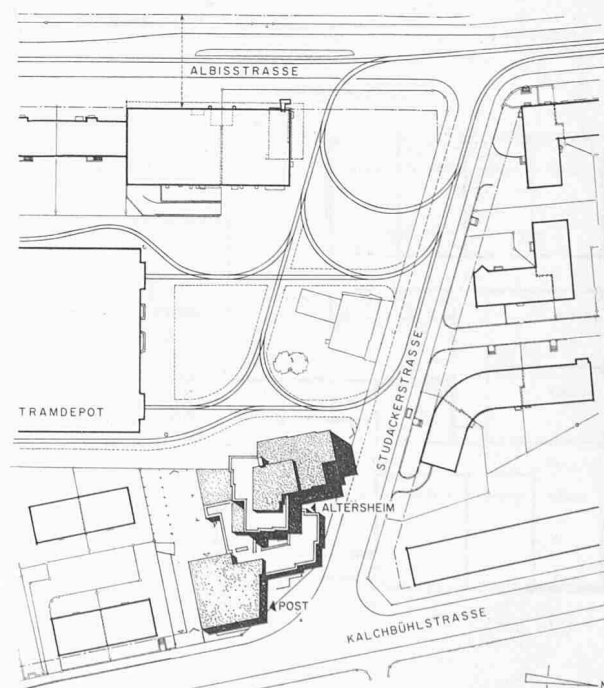 ALBISSTRASSE
STUDACKERSTRASSE
TRAMDEPOT
ALTERSHEIM
POST
KALCHBÜHLSTRASSE
N